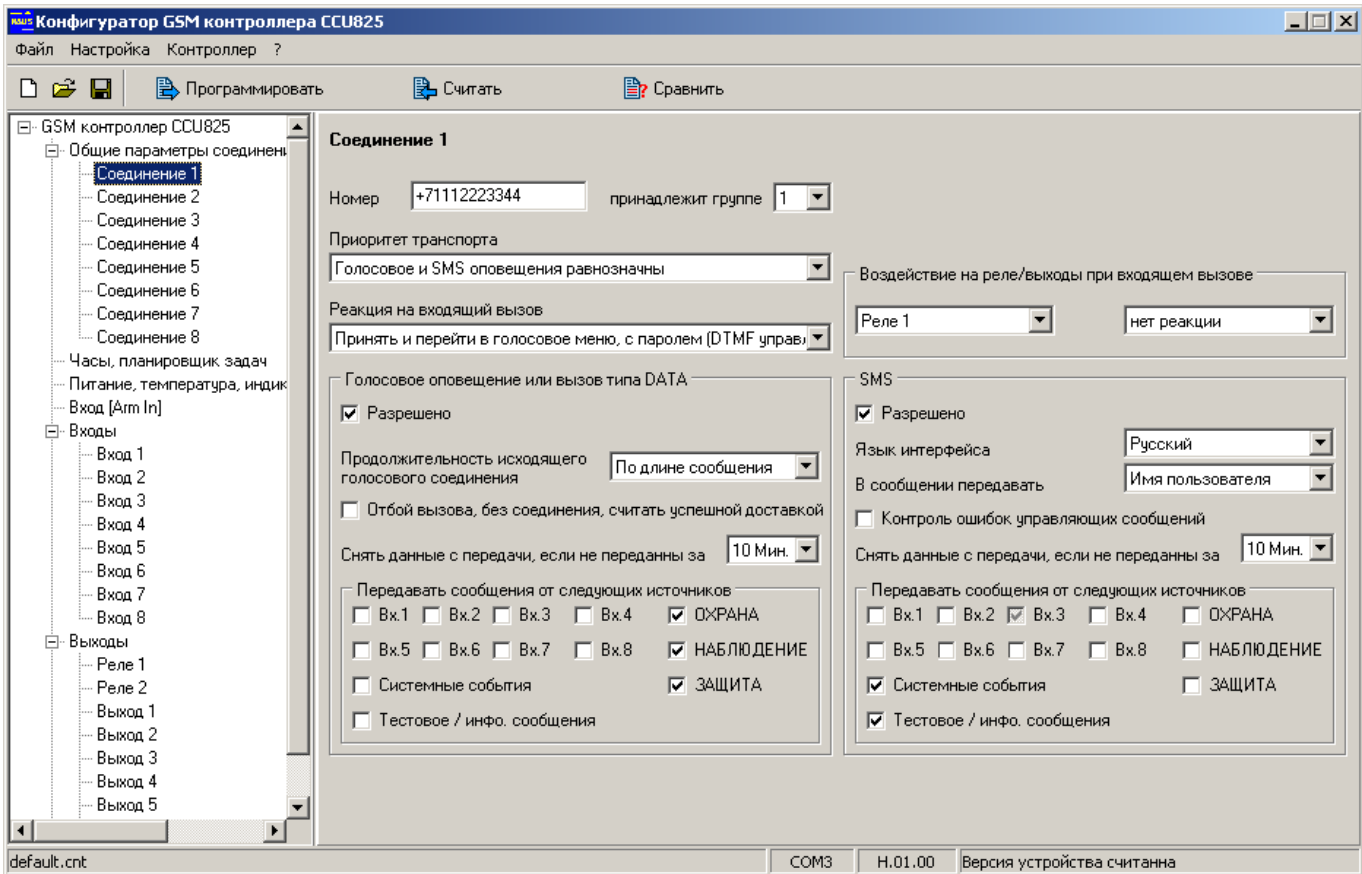 Конфигуратор GSM контроллера CCU825
Файл Настройка Контроллер ?
Программировать Считать Сравнить
GSM контроллер CCU825
Общие параметры соединени
Соединение 1
Соединение 2
Соединение 3
Соединение 4
Соединение 5
Соединение 6
Соединение 7
Соединение 8
Часы, планировщик задач
Питание, температура, индик
Вход [Arm In]
Входы
Вход 1
Вход 2
Вход 3
Вход 4
Вход 5
Вход 6
Вход 7
Вход 8
Выходы
Реле 1
Реле 2
Выход 1
Выход 2
Выход 3
Выход 4
Выход 5
Соединение 1
Номер +71112223344 принадлежит группе 1
Приоритет транспорта
Голосовое и SMS оповещения равнозначны
Реакция на входящий вызов
Принять и перейти в голосовое меню, с паролем (DTMF управл
Воздействие на реле/выходы при входящем вызове
Реле 1 нет реакции
Голосовое оповещение или вызов типа DATA
Разрешено
Продолжительность исходящего
голосового соединения
По длине сообщения
Отбой вызова, без соединения, считать успешной доставкой
Снять данные с передачи, если не переданны за 10 Мин.
Передавать сообщения от следующих источников
Вх.1 Вх.2 Вх.3 Вх.4 ОХРАНА
Вх.5 Вх.6 Вх.7 Вх.8 НАБЛЮДЕНИЕ
Системные события ЗАЩИТА
Тестовое / инфо. сообщения
SMS
Разрешено
Язык интерфейса Русский
В сообщении передавать Имя пользователя
Контроль ошибок управляющих сообщений
Снять данные с передачи, если не переданны за 10 Мин.
Передавать сообщения от следующих источников
Вх.1 Вх.2 Вх.3 Вх.4 ОХРАНА
Вх.5 Вх.6 Вх.7 Вх.8 НАБЛЮДЕНИЕ
Системные события ЗАЩИТА
Тестовое / инфо. сообщения
default.cnt COM3 H.01.00 Версия устройства считанна